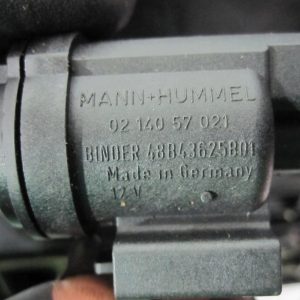 MANN+HUMMEL
02 140 57 021
BINDER 48B43625B01
Made in Germany
12 V